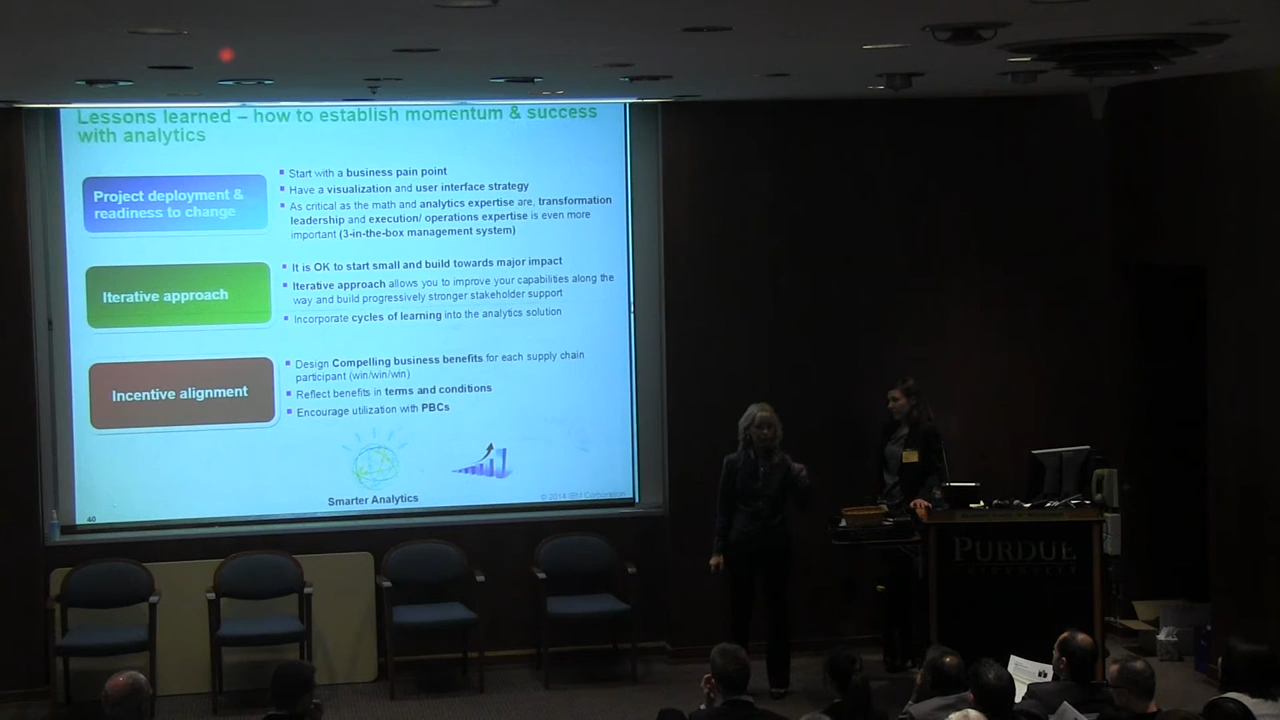 Lessons learned – how to establish momentum & success
with analytics
Project deployment &
readiness to change
▪ Start with a business pain point
▪ Have a visualization and user interface strategy
▪ As critical as the math and analytics expertise are, transformation
leadership and execution/ operations expertise is even more
important (3-in-the-box management system)
Iterative approach
▪ It is OK to start small and build towards major impact
▪ Iterative approach allows you to improve your capabilities along the
way and build progressively stronger stakeholder support
▪ Incorporate cycles of learning into the analytics solution
Incentive alignment
▪ Design Compelling business benefits for each supply chain
participant (win/win/win)
▪ Reflect benefits in terms and conditions
▪ Encourage utilization with PBCs
Smarter Analytics
40
© 2014 IBM Corporation
PURDUE
UNIVERSITY